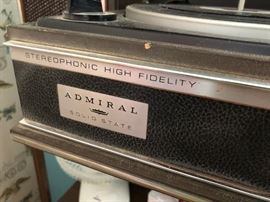 STEREOPHONIC HIGH FIDELITY
ADMIRAL
SOLID STATE